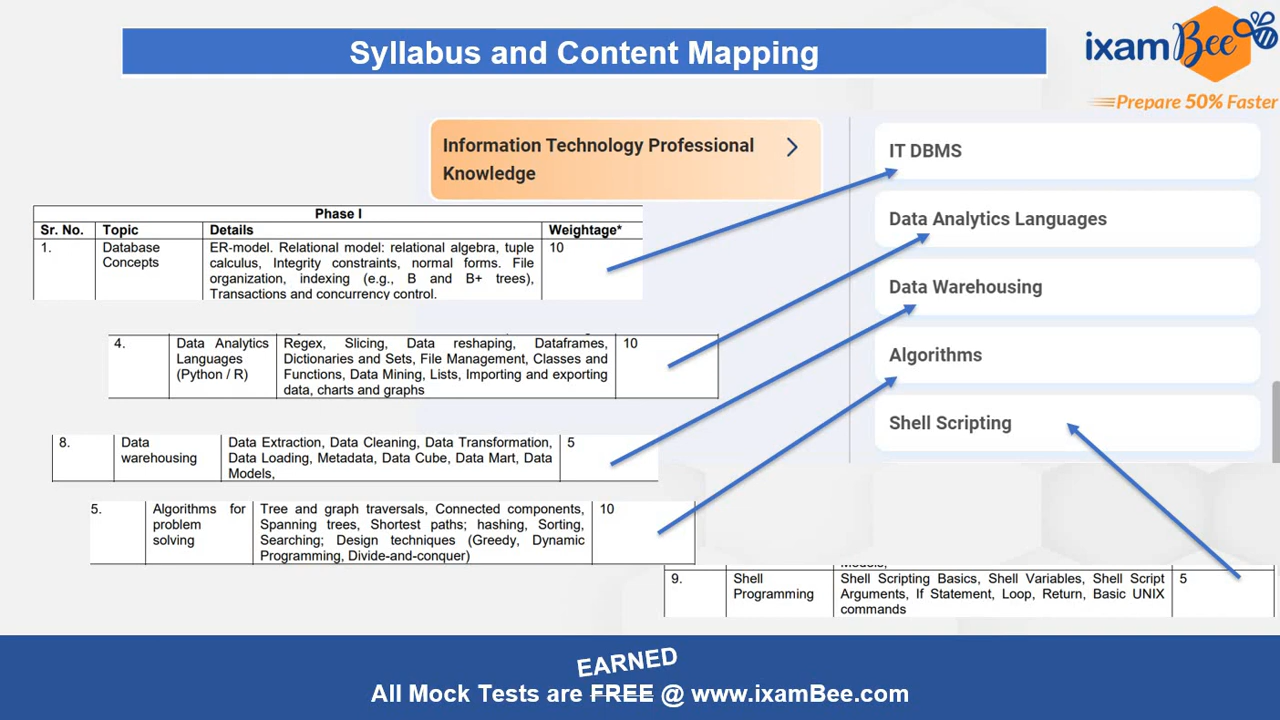 Syllabus and Content Mapping
ixamBee
Prepare 50% Faster
Information Technology Professional
Knowledge
IT DBMS
Data Analytics Languages
Data Warehousing
Algorithms
Shell Scripting
Phase I
Sr. No. Topic Details Weightage*
1. Database ER-model. Relational model: relational algebra, tuple 10
Concepts calculus, Integrity constraints, normal forms. File
organization, indexing (e.g., B and B+ trees),
Transactions and concurrency control.
4. Data Analytics Regex, Slicing, Data reshaping, Dataframes, 10
Languages Dictionaries and Sets, File Management, Classes and
(Python / R) Functions, Data Mining, Lists, Importing and exporting
data, charts and graphs
8. Data Data Extraction, Data Cleaning, Data Transformation, 5
warehousing Data Loading, Metadata, Data Cube, Data Mart, Data
Models,
5. Algorithms for Tree and graph traversals, Connected components, 10
problem Spanning trees, Shortest paths; hashing, Sorting,
solving Searching; Design techniques (Greedy, Dynamic
Programming, Divide-and-conquer)
Models,
9. Shell Shell Scripting Basics, Shell Variables, Shell Script 5
Programming Arguments, If Statement, Loop, Return, Basic UNIX
commands
EARNED
All Mock Tests are FREE @ www.ixamBee.com